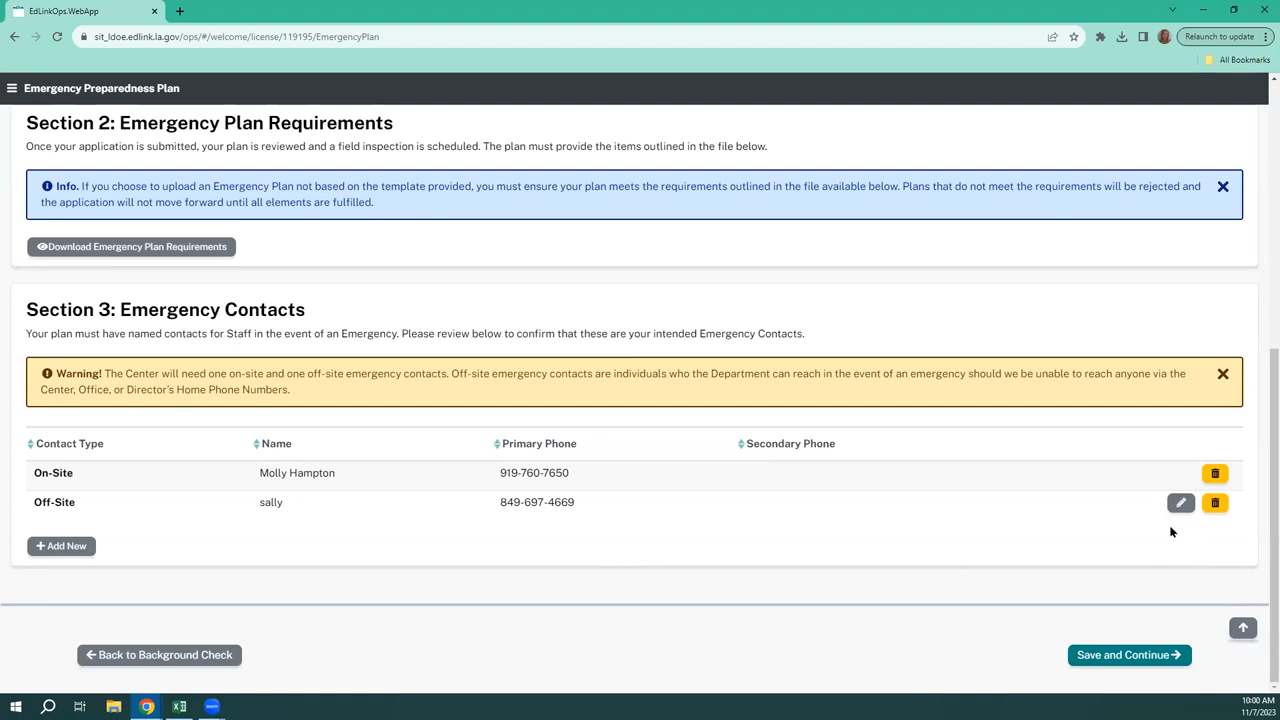 EdLinkOps.WebApp
sit_ldoe.edlink.la.gov/ops/#/welcome/license/119195/EmergencyPlan
Relaunch to update
All Bookmarks
Emergency Preparedness Plan
Section 2: Emergency Plan Requirements
Once your application is submitted, your plan is reviewed and a field inspection is scheduled. The plan must provide the items outlined in the file below.
Info. If you choose to upload an Emergency Plan not based on the template provided, you must ensure your plan meets the requirements outlined in the file available below. Plans that do not meet the requirements will be rejected and
the application will not move forward until all elements are fulfilled.
Download Emergency Plan Requirements
Section 3: Emergency Contacts
Your plan must have named contacts for Staff in the event of an Emergency. Please review below to confirm that these are your intended Emergency Contacts.
Warning! The Center will need one on-site and one off-site emergency contacts. Off-site emergency contacts are individuals who the Department can reach in the event of an emergency should we be unable to reach anyone via the
Center, Office, or Director's Home Phone Numbers.
Contact Type Name Primary Phone Secondary Phone
On-Site Molly Hampton 919-760-7650
Off-Site sally 849-697-4669
+ Add New
Back to Background Check
Save and Continue
zoom
10:00 AM
11/7/2023